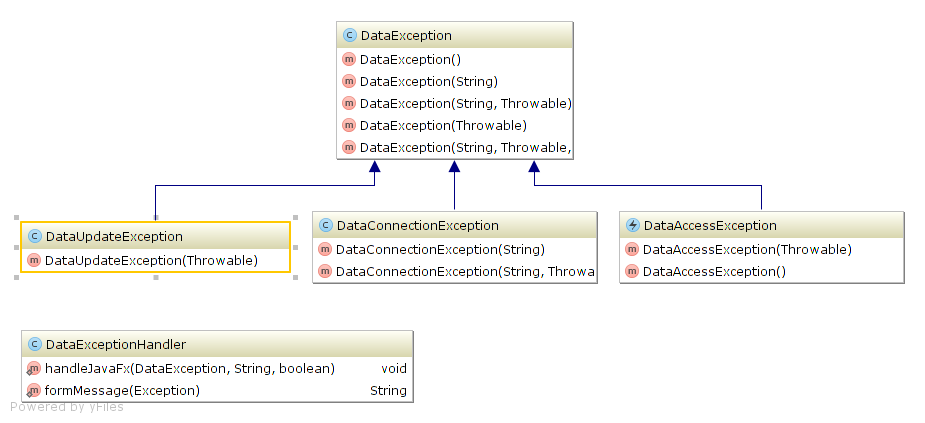 DataException
DataException()
DataException(String)
DataException(String, Throwable)
DataException(Throwable)
DataException(String, Throwable,
DataUpdateException
DataUpdateException(Throwable)
DataConnectionException
DataConnectionException(String)
DataConnectionException(String, Throwa
DataAccessException
DataAccessException(Throwable)
DataAccessException()
DataExceptionHandler
handleJavaFx(DataException, String, boolean) void
formMessage(Exception) String
Powered by yFiles